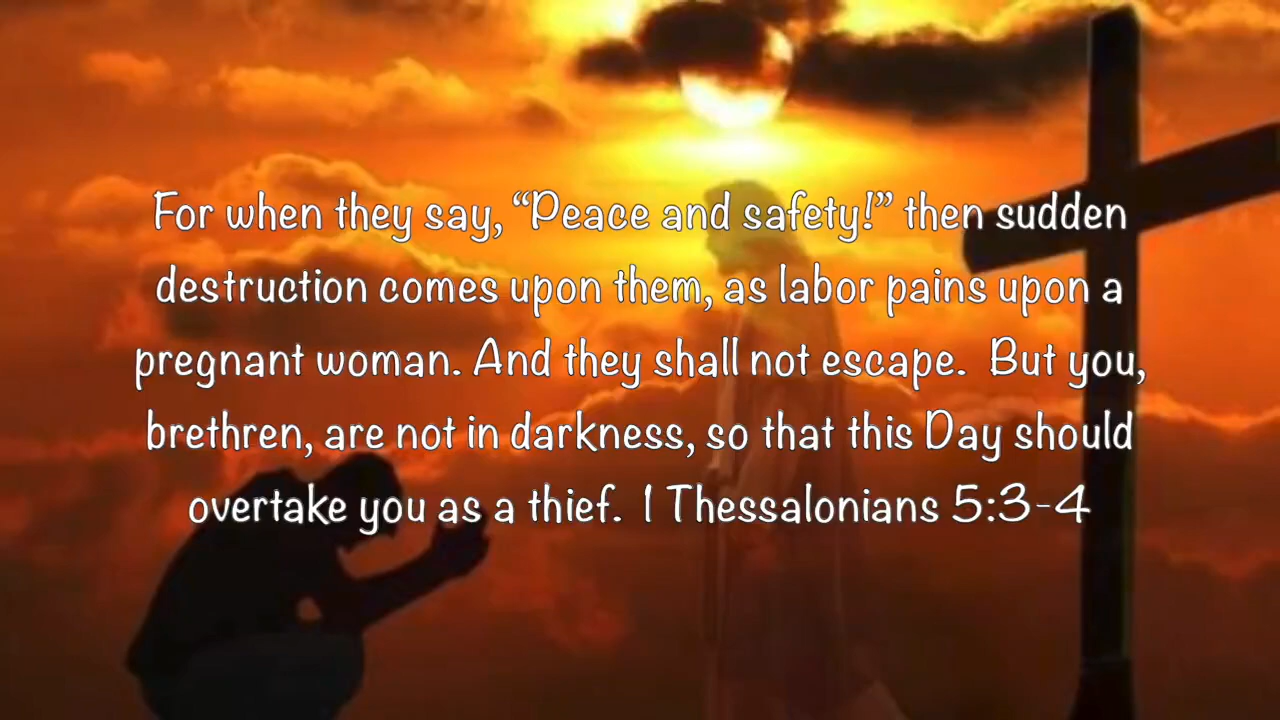 For when they say, “Peace and safety!” then sudden
destruction comes upon them, as labor pains upon a
pregnant woman. And they shall not escape.  But you,
brethren, are not in darkness, so that this Day should
overtake you as a thief.  1 Thessalonians 5:3-4